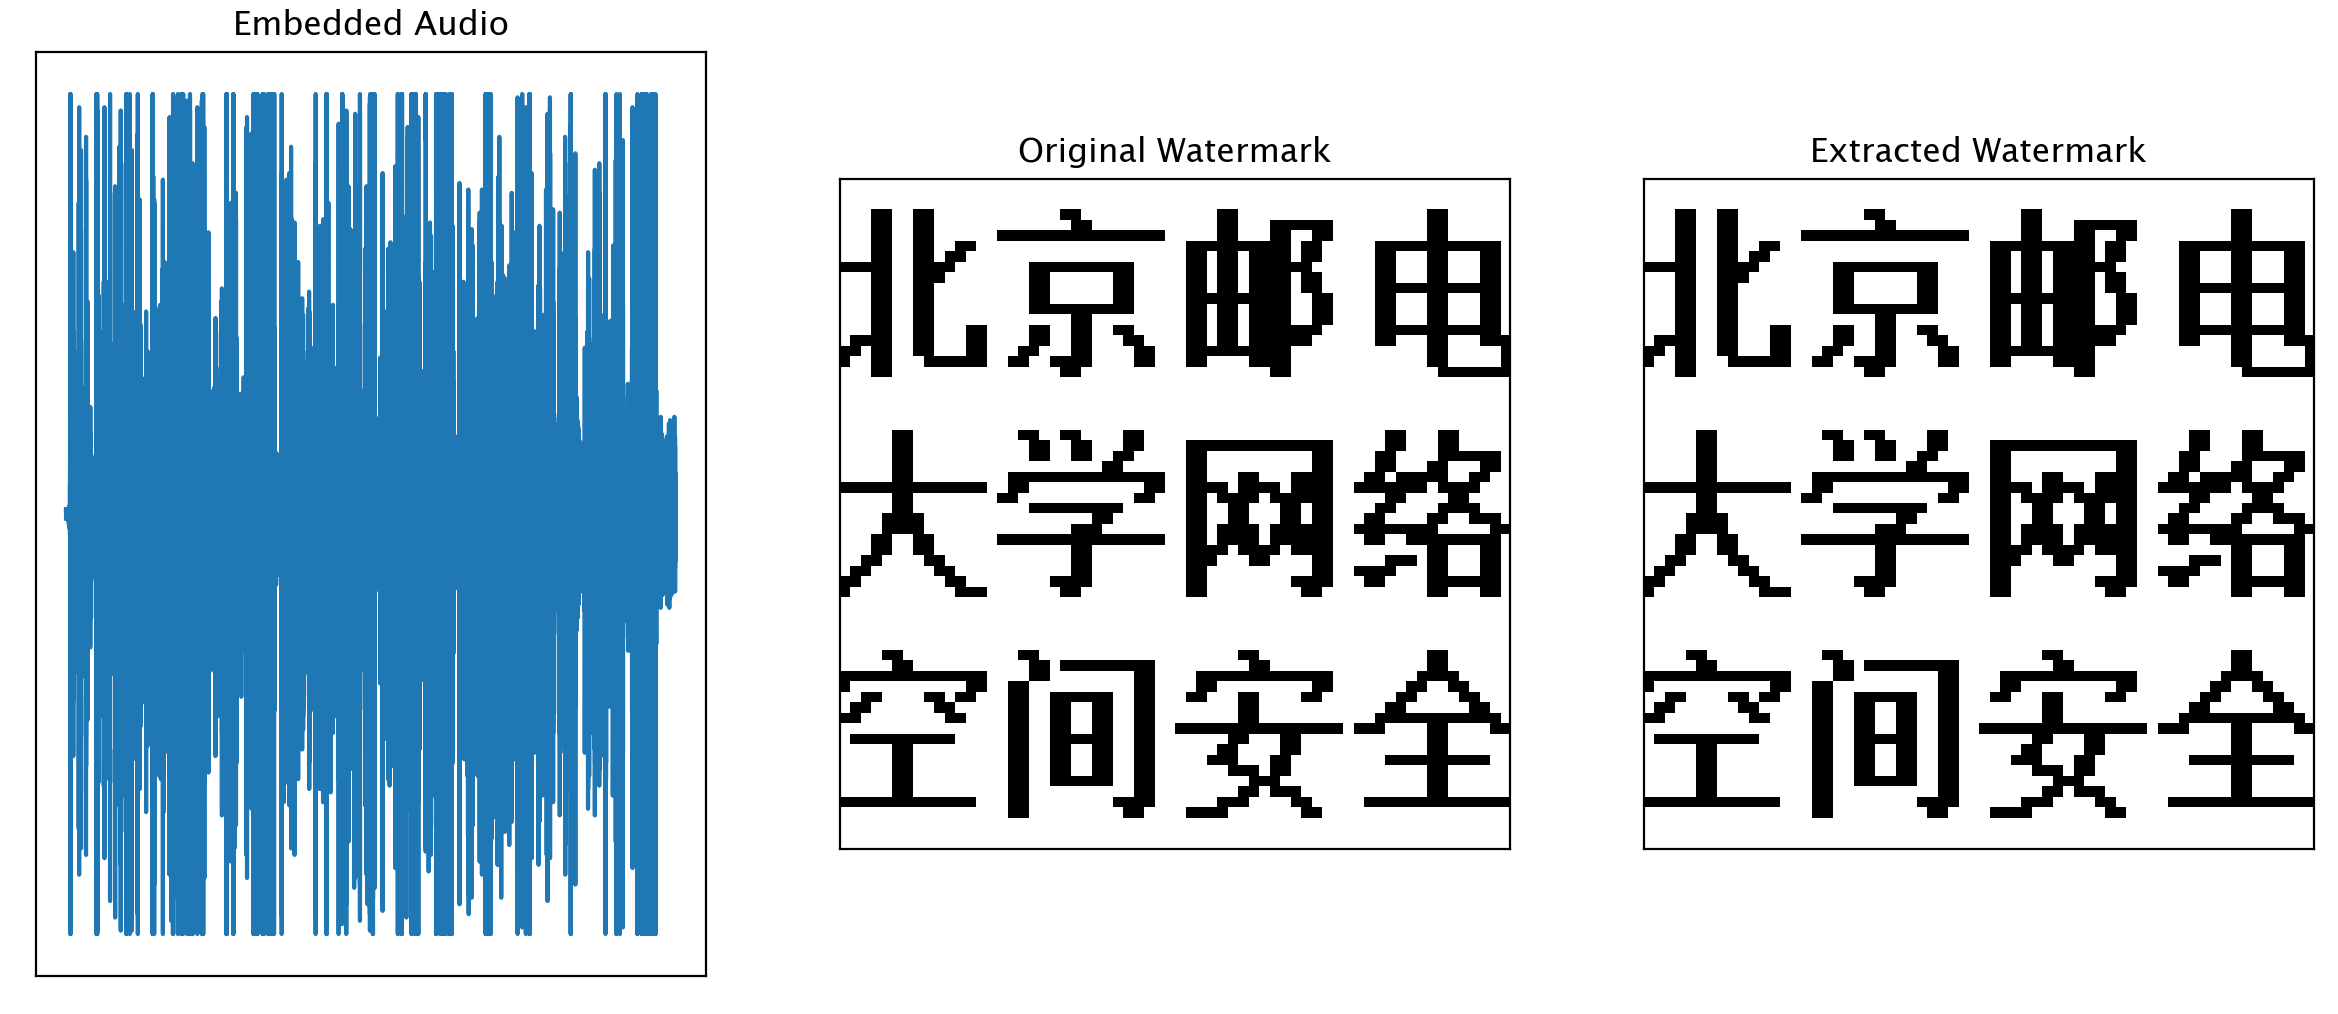 Embedded Audio
Original Watermark
北京邮电
大学网络
空间安全
Extracted Watermark
北京邮电
大学网络
空间安全